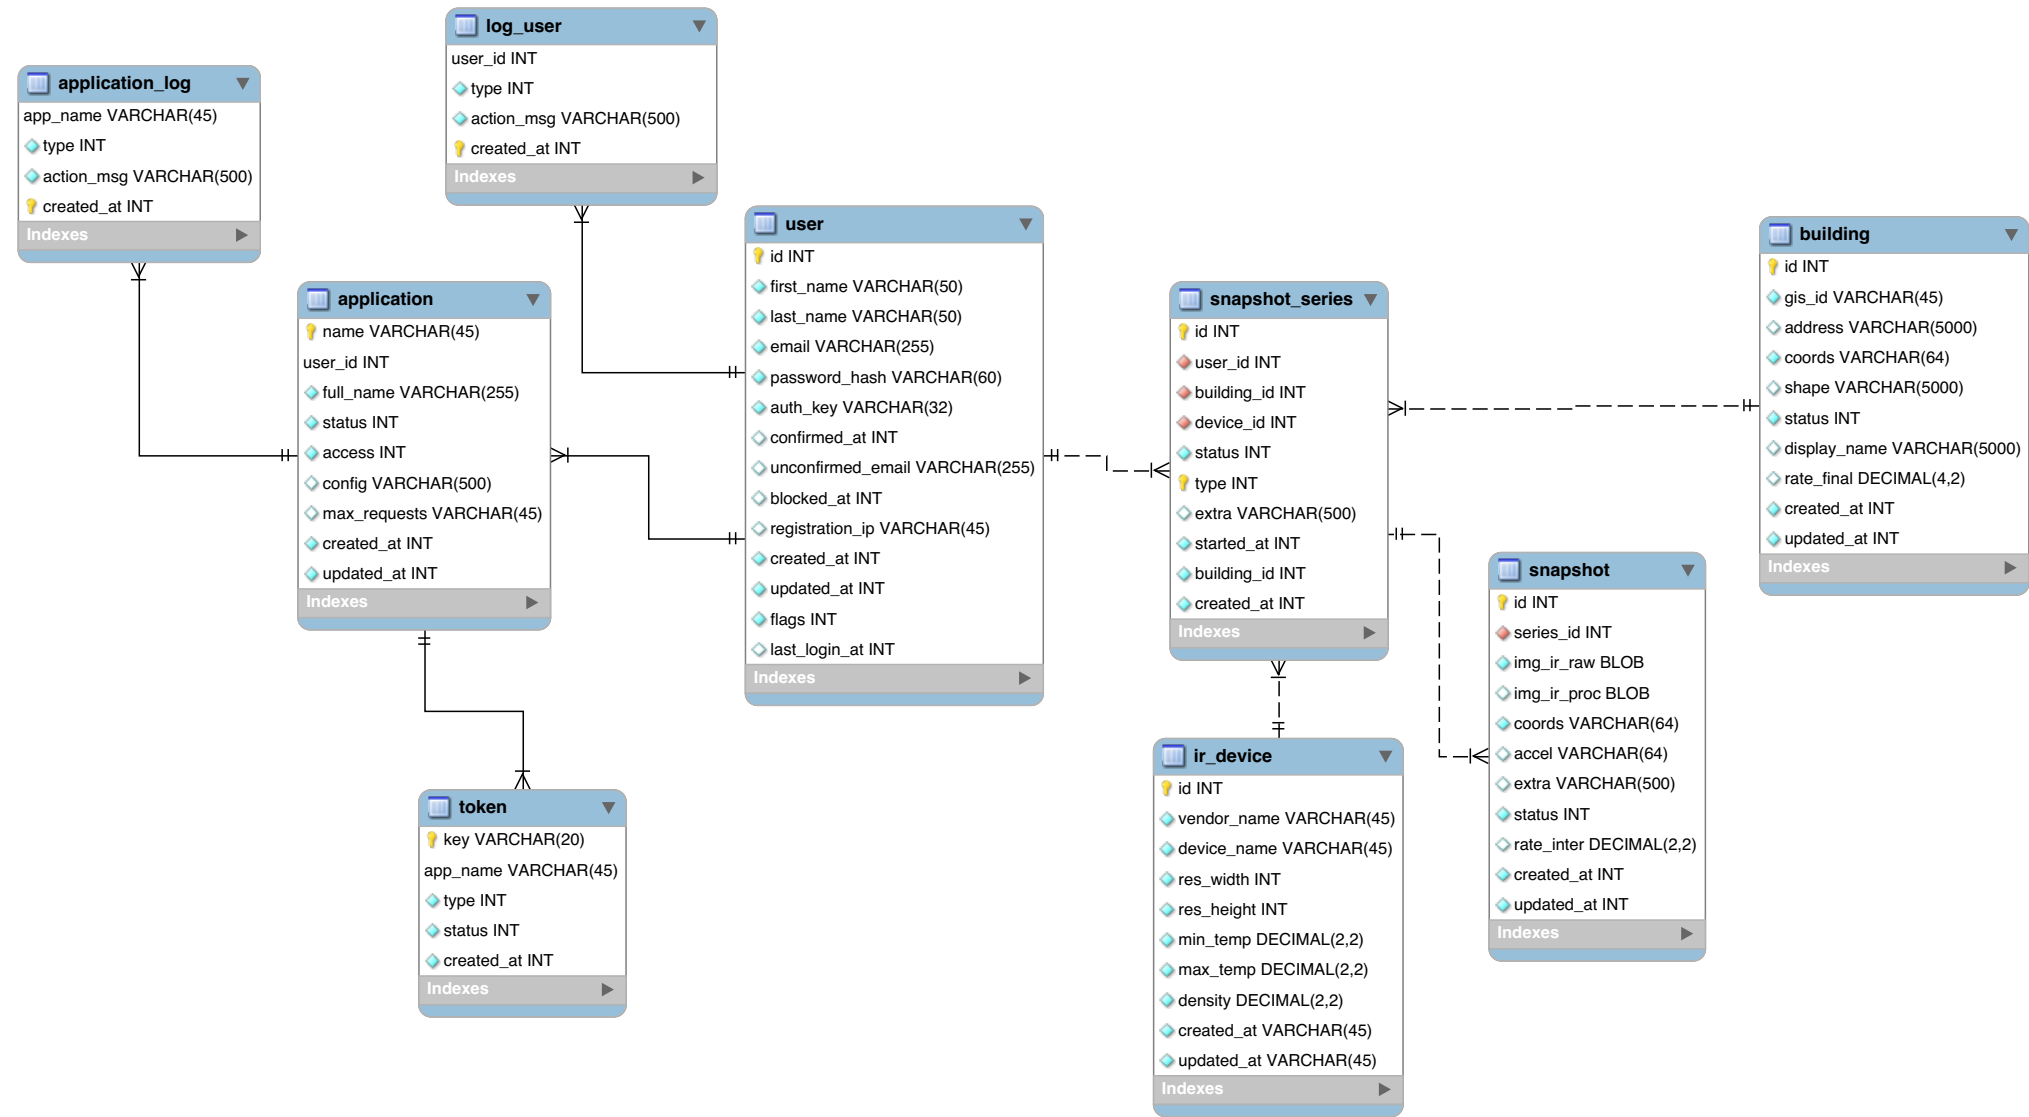 log_user
user_id INT
type INT
action_msg VARCHAR(500)
created_at INT
Indexes
application_log
app_name VARCHAR(45)
type INT
action_msg VARCHAR(500)
created_at INT
Indexes
application
name VARCHAR(45)
user_id INT
full_name VARCHAR(255)
status INT
access INT
config VARCHAR(500)
max_requests VARCHAR(45)
created_at INT
updated_at INT
Indexes
token
key VARCHAR(20)
app_name VARCHAR(45)
type INT
status INT
created_at INT
Indexes
user
id INT
first_name VARCHAR(50)
last_name VARCHAR(50)
email VARCHAR(255)
password_hash VARCHAR(60)
auth_key VARCHAR(32)
confirmed_at INT
unconfirmed_email VARCHAR(255)
blocked_at INT
registration_ip VARCHAR(45)
created_at INT
updated_at INT
flags INT
last_login_at INT
Indexes
snapshot_series
id INT
user_id INT
building_id INT
device_id INT
status INT
type INT
extra VARCHAR(500)
started_at INT
building_id INT
created_at INT
Indexes
ir_device
id INT
vendor_name VARCHAR(45)
device_name VARCHAR(45)
res_width INT
res_height INT
min_temp DECIMAL(2,2)
max_temp DECIMAL(2,2)
density DECIMAL(2,2)
created_at VARCHAR(45)
updated_at VARCHAR(45)
Indexes
snapshot
id INT
series_id INT
img_ir_raw BLOB
img_ir_proc BLOB
coords VARCHAR(64)
accel VARCHAR(64)
extra VARCHAR(500)
status INT
rate_inter DECIMAL(2,2)
created_at INT
updated_at INT
Indexes
building
id INT
gis_id VARCHAR(45)
address VARCHAR(5000)
coords VARCHAR(64)
shape VARCHAR(5000)
status INT
display_name VARCHAR(5000)
rate_final DECIMAL(4,2)
created_at INT
updated_at INT
Indexes